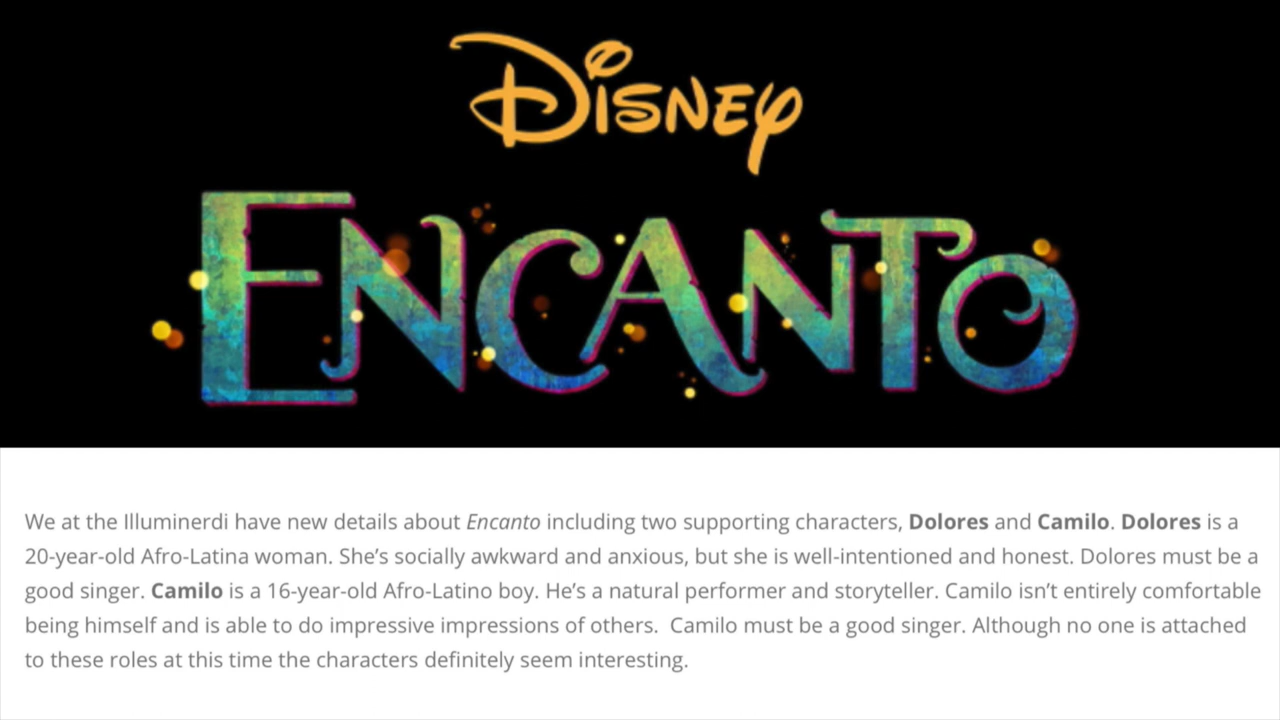 DISNEY
ENCANTO
We at the Illuminerdi have new details about Encanto including two supporting characters, Dolores and Camilo. Dolores is a
20-year-old Afro-Latina woman. She’s socially awkward and anxious, but she is well-intentioned and honest. Dolores must be a
good singer. Camilo is a 16-year-old Afro-Latino boy. He’s a natural performer and storyteller. Camilo isn’t entirely comfortable
being himself and is able to do impressive impressions of others.  Camilo must be a good singer. Although no one is attached
to these roles at this time the characters definitely seem interesting.